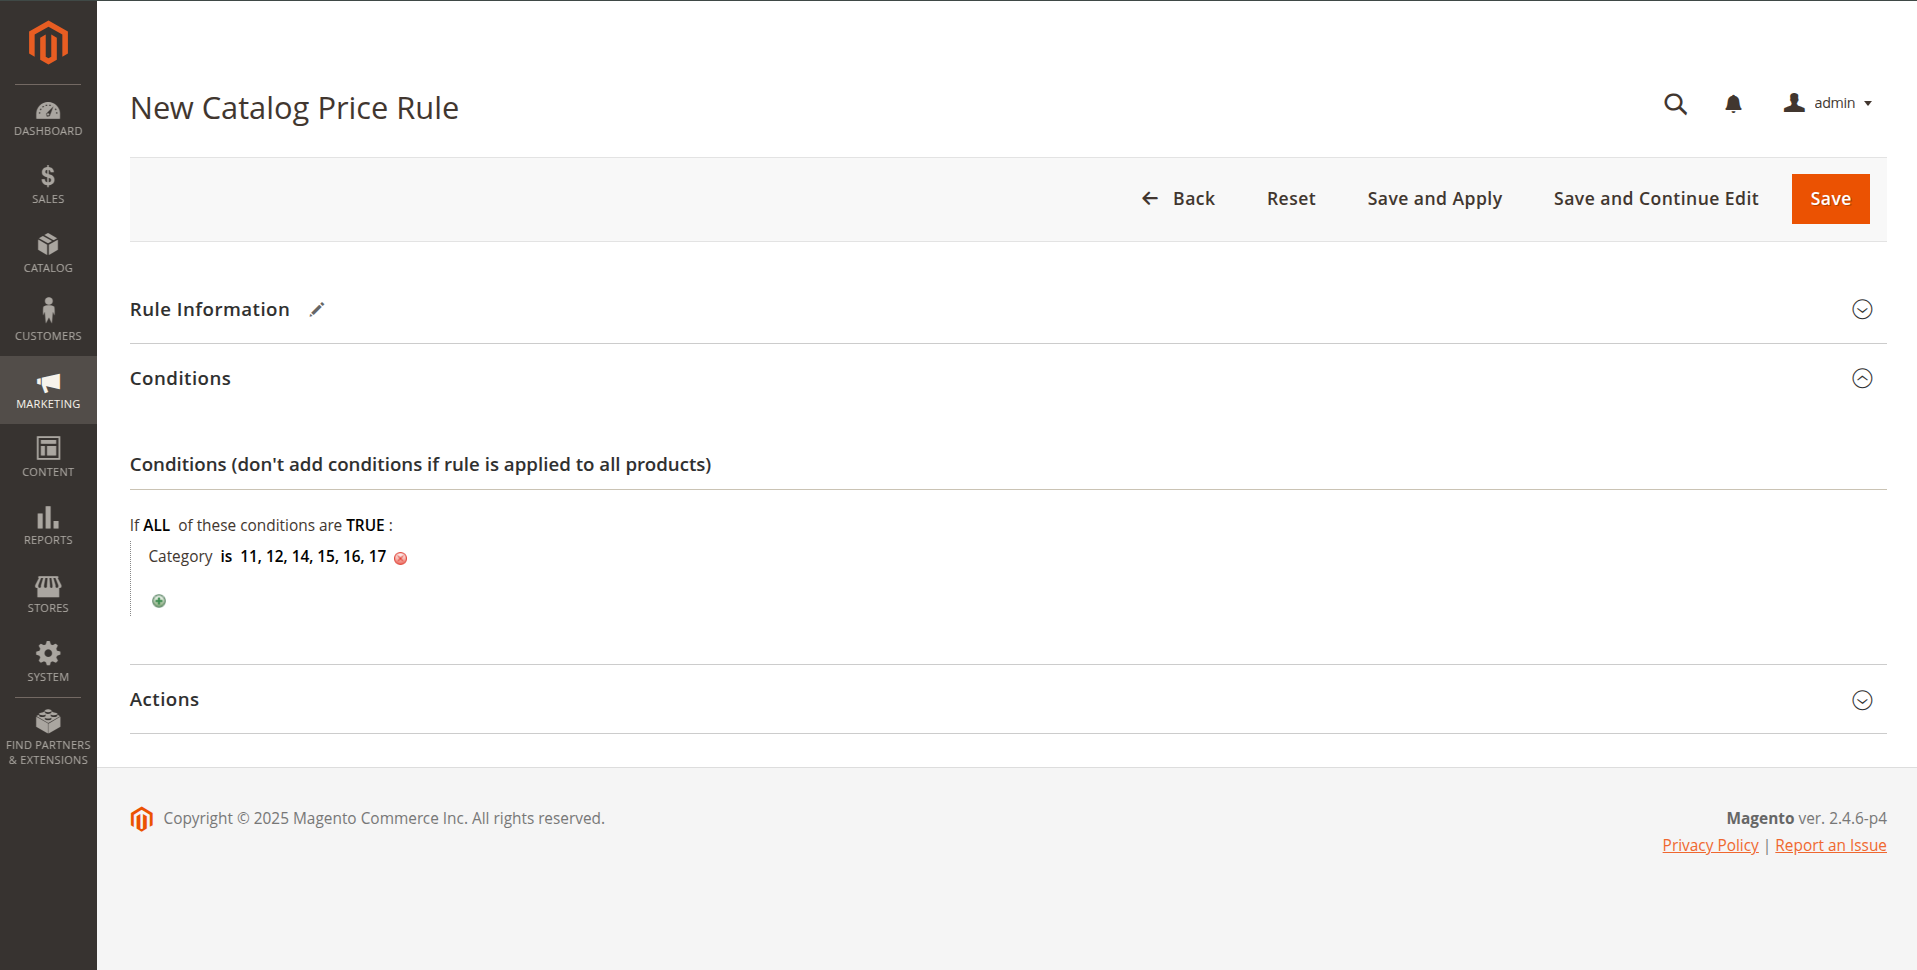 New Catalog Price Rule
admin
Back
Reset
Save and Apply
Save and Continue Edit
Save
DASHBOARD
SALES
CATALOG
CUSTOMERS
MARKETING
CONTENT
REPORTS
STORES
SYSTEM
FIND PARTNERS
& EXTENSIONS
Rule Information
Conditions
Conditions (don't add conditions if rule is applied to all products)
If ALL of these conditions are TRUE :
Category is 11, 12, 14, 15, 16, 17
Actions
Copyright © 2025 Magento Commerce Inc. All rights reserved.
Magento ver. 2.4.6-p4
Privacy Policy | Report an Issue